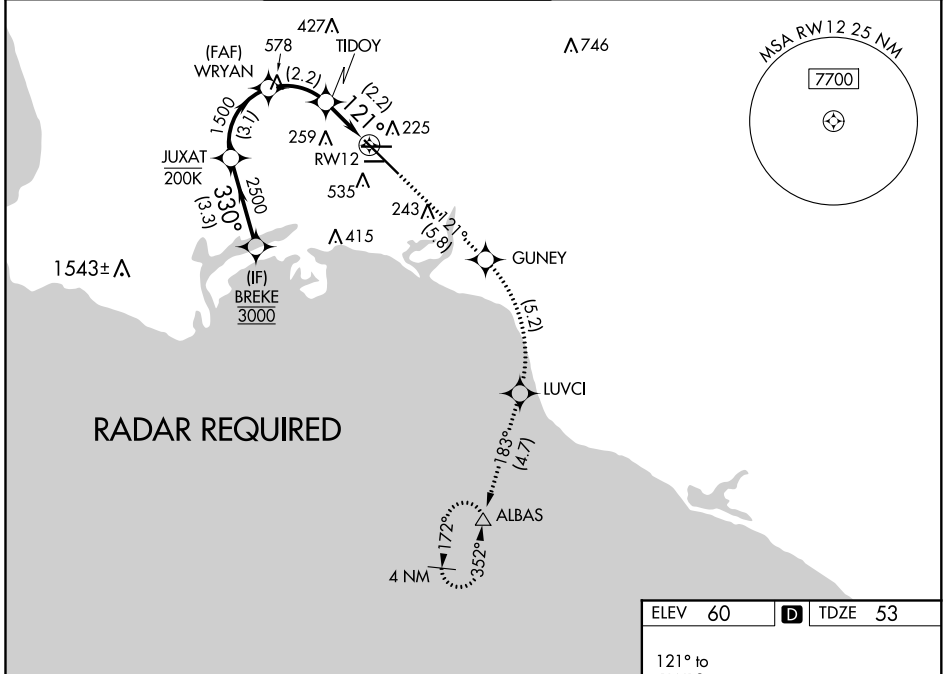 427
746
MSA RW12 25 NM
7700
(FAF)
WRYAN
578
TIDOY
(2.2)
(2.2)
121°
225
259
RW12
1500
(3.1)
JUXAT
200K
330°
(3.3)
2500
535
243
121°
(5.8)
415
GUNEY
1543±
(IF)
BREKE
3000
(5.2)
LUVCI
RADAR REQUIRED
183°
(4.7)
ALBAS
172°
352°
4 NM
ELEV 60 D TDZE 53
121° to